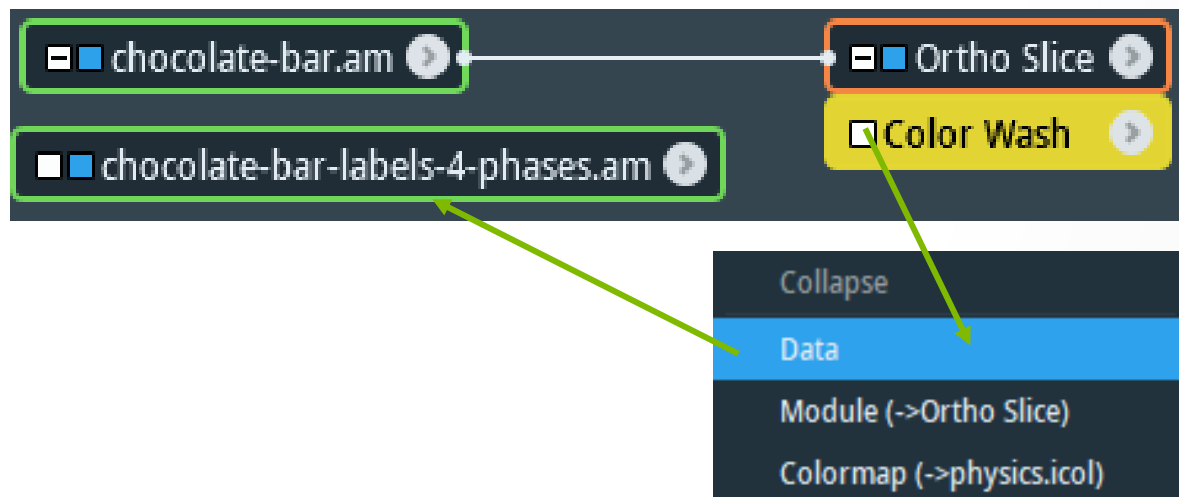 chocolate-bar.am
Ortho Slice
Color Wash
chocolate-bar-labels-4-phases.am
Collapse
Data
Module (->Ortho Slice)
Colormap (->physics.icol)